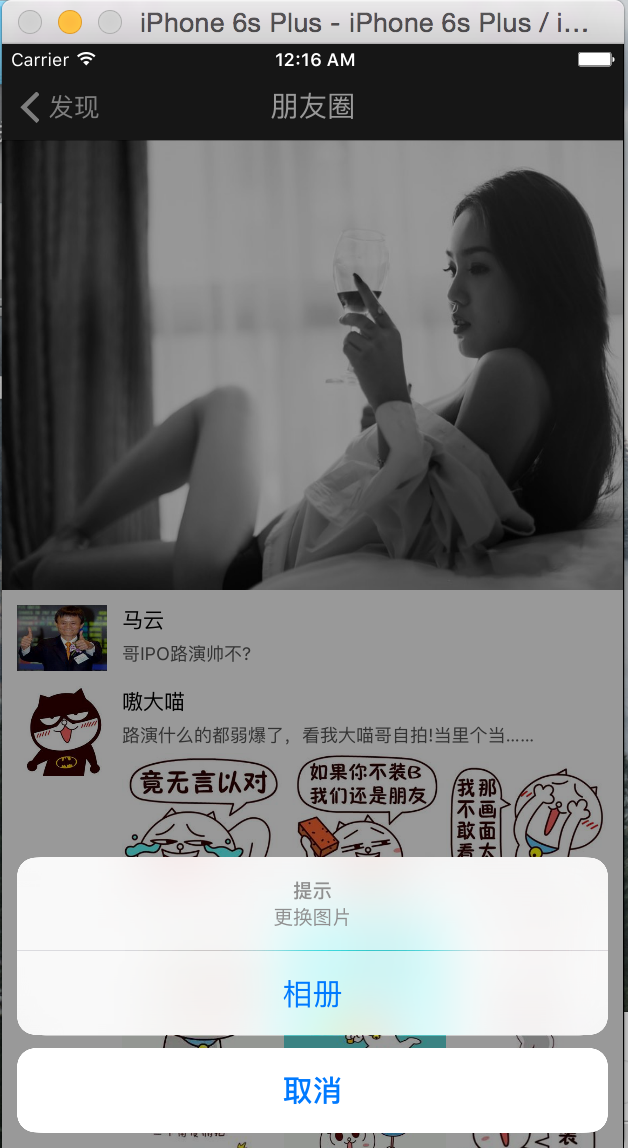 iPhone 6s Plus - iPhone 6s Plus / i...
Carrier
12:16 AM
发现
朋友圈
马云
哥IPO路演帅不?
嗷大喵
路演什么的都弱爆了，看我大喵哥自拍!当里个当......
竟无言以对
如果你不装B
我们还是朋友
我那
不画
敢面
看太
提示
更换图片
相册
取消
装